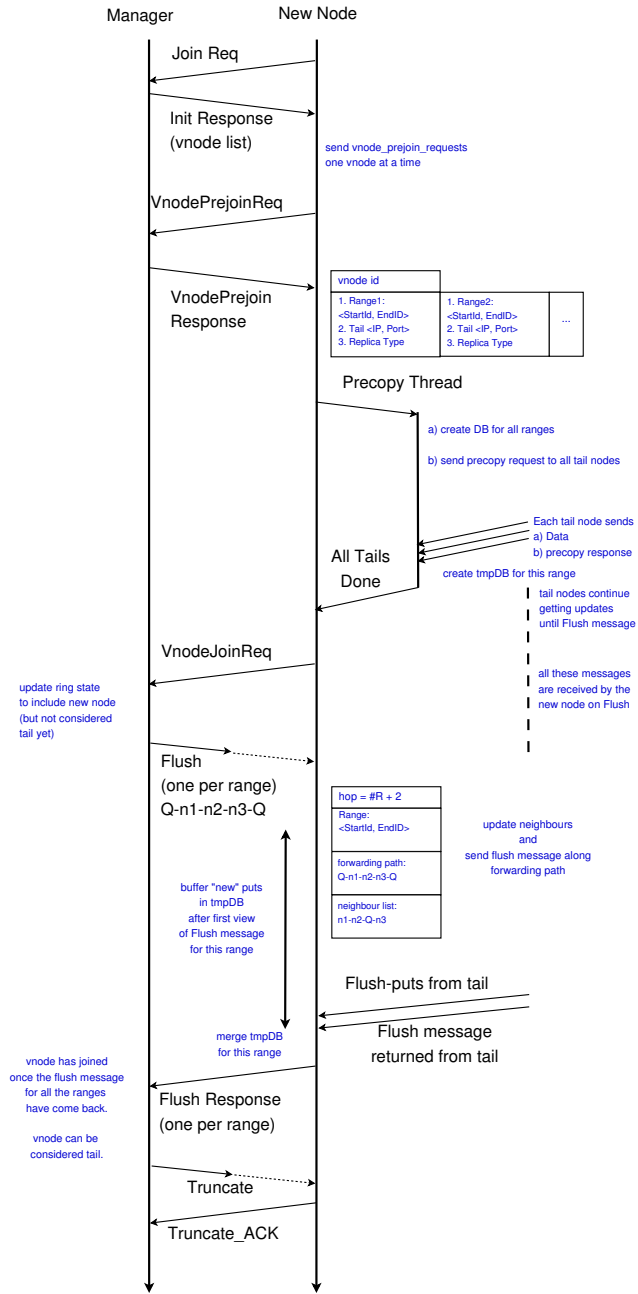 Manager
New Node
Join Req
Init Response
(vnode list)
send vnode_prejoin_requests
one vnode at a time
VnodePrejoinReq
VnodePrejoin
Response
vnode id
1. Range1:
<StartId, EndID>
2. Tail <IP, Port>
3. Replica Type
1. Range2:
<StartId, EndID>
2. Tail <IP, Port>
3. Replica Type
...
Precopy Thread
a) create DB for all ranges
b) send precopy request to all tail nodes
Each tail node sends
a) Data
b) precopy response
All Tails
Done
create tmpDB for this range
tail nodes continue
getting updates
until Flush message
VnodeJoinReq
update ring state
to include new node
(but not considered
tail yet)
all these messages
are received by the
new node on Flush
Flush
(one per range)
Q-n1-n2-n3-Q
hop = #R + 2
Range:
<StartId, EndID>
forwarding path:
Q-n1-n2-n3-Q
neighbour list:
n1-n2-Q-n3
update neighbours
and
send flush message along
forwarding path
buffer "new" puts
in tmpDB
after first view
of Flush message
for this range
Flush-puts from tail
Flush message
returned from tail
merge tmpDB
for this range
vnode has joined
once the flush message
for all the ranges
have come back.
vnode can be
considered tail.
Flush Response
(one per range)
Truncate
Truncate_ACK